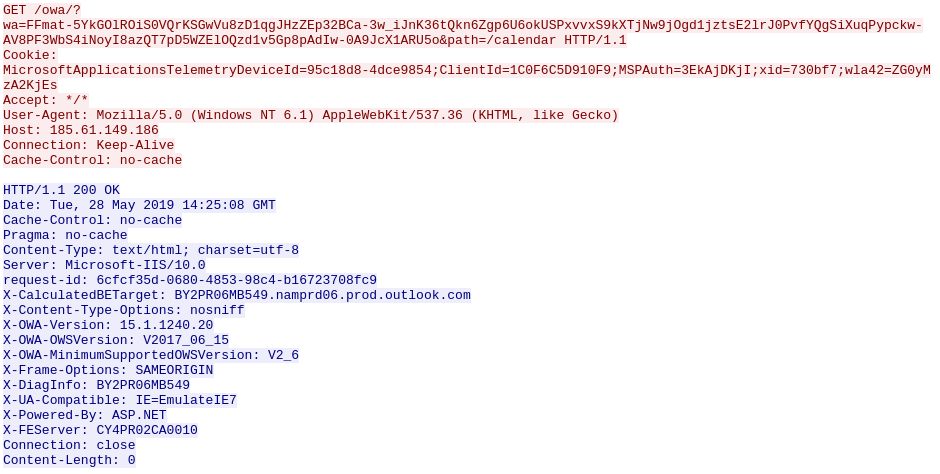 GET /owa/?
wa=FFmat-5YkGOlROiS0VQrKSGwVu8zD1qgJHzZEp32BCa-3w_iJnK36tQkn6Zgp6U6okUSPxvvxS9kXTjNw9jOgd1jztsE2lrJ0PvfYQgSiXuqPypckw-
AV8PF3WbS4iNoyI8azQT7pD5WZElOQzd1v5Gp8pAdIw-0A9JcX1ARU5o&path=/calendar HTTP/1.1
Cookie:
MicrosoftApplicationsTelemetryDeviceId=95c18d8-4dce9854;ClientId=1C0F6C5D910F9;MSPAuth=3EkAjDKjI;xid=730bf7;wla42=ZG0yM
zA2KjEs
Accept: */*
User-Agent: Mozilla/5.0 (Windows NT 6.1) AppleWebKit/537.36 (KHTML, like Gecko)
Host: 185.61.149.186
Connection: Keep-Alive
Cache-Control: no-cache

HTTP/1.1 200 OK
Date: Tue, 28 May 2019 14:25:08 GMT
Cache-Control: no-cache
Pragma: no-cache
Content-Type: text/html; charset=utf-8
Server: Microsoft-IIS/10.0
request-id: 6cfcf35d-0680-4853-98c4-b16723708fc9
X-CalculatedBETarget: BY2PR06MB549.namprd06.prod.outlook.com
X-Content-Type-Options: nosniff
X-OWA-Version: 15.1.1240.20
X-OWA-OWSVersion: V2017_06_15
X-OWA-MinimumSupportedOWSVersion: V2_6
X-Frame-Options: SAMEORIGIN
X-DiagInfo: BY2PR06MB549
X-UA-Compatible: IE=EmulateIE7
X-Powered-By: ASP.NET
X-FEServer: CY4PR02CA0010
Connection: close
Content-Length: 0